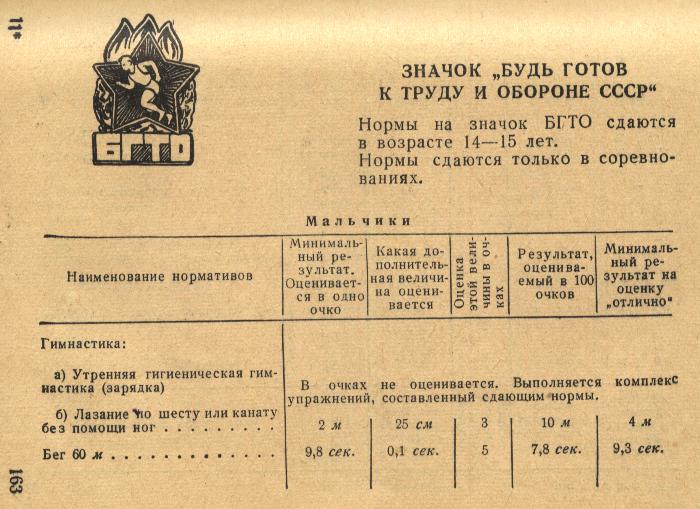 11*
БГТО
ЗНАЧОК „БУДЬ ГОТОВ
К ТРУДУ И ОБОРОНЕ СССР“
Нормы на значок БГТО сдаются
в возрасте 14—15 лет.
Нормы сдаются только в соревно-
ваниях.
Мальчики
Наименование нормативов
Минималь-
ный ре-
зультат.
Оценивает-
ся в одно
очко
Какая до-
полнитель-
ная величи-
на оцени-
вается
Оценка
этой вели-
чины в оч-
ках
Результат,
оценива-
емый в 100
очков
Минималь-
ный ре-
зультат на
оценку
„отлично“
Гимнастика:
а) Утренняя гигиеническая гим-
настика (зарядка)
В очках не оценивается. Выполняется комплекс
упражнений, составленный сдающим нормы.
б) Лазание по шесту или канату
без помощи ног . . . . . . . . . 2 м 25 см 3 10 м 4 м
Бег 60 м . . . . . . . . . . . . . . 9,8 сек. 0,1 сек. 5 7,8 сек. 9,3 сек.
163